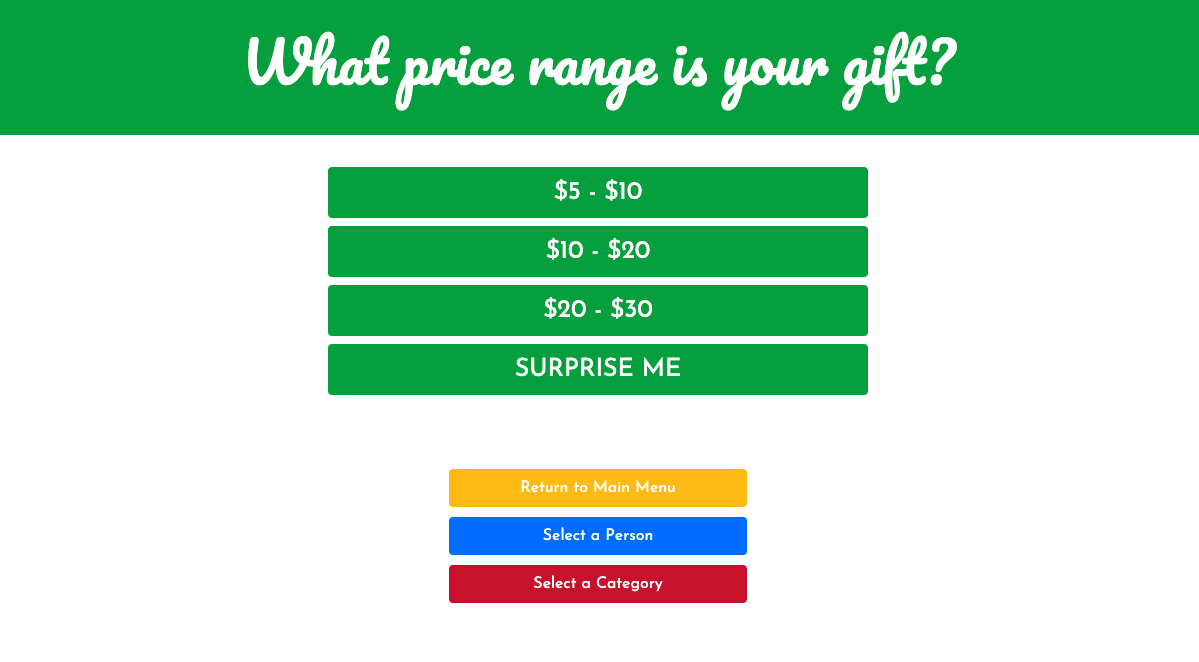 What price range is your gift?
$5 - $10
$10 - $20
$20 - $30
SURPRISE ME
Return to Main Menu
Select a Person
Select a Category